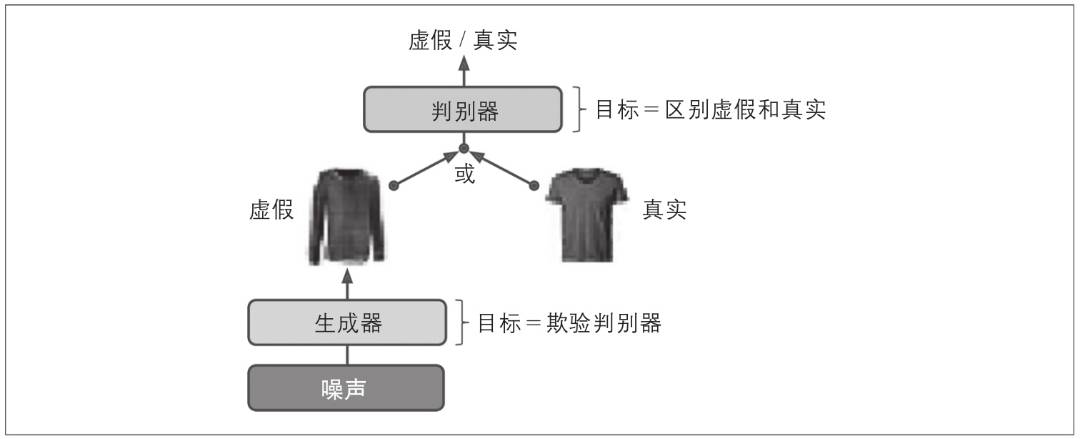 虚假 / 真实
判别器
目标＝区别虚假和真实
或
虚假
真实
生成器
目标＝欺验判别器
噪声